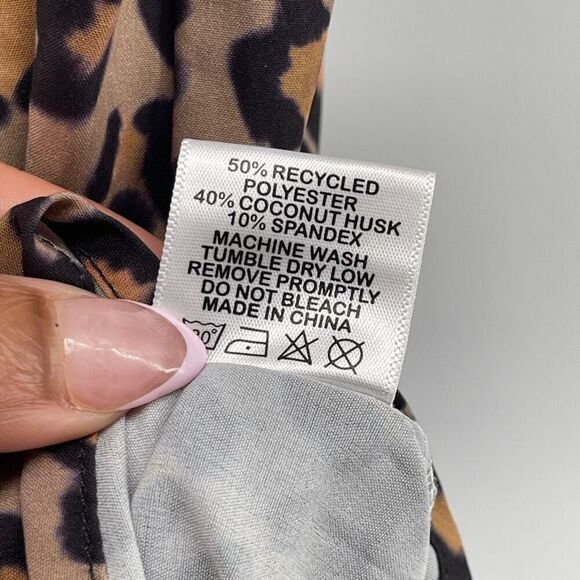 50% RECYCLED
POLYESTER
40% COCONUT HUSK
10% SPANDEX
MACHINE WASH
TUMBLE DRY LOW
REMOVE PROMPTLY
DO NOT BLEACH
MADE IN CHINA
30°